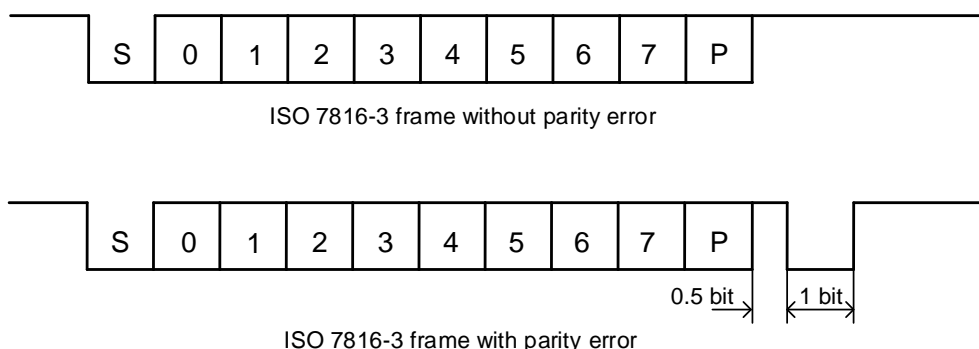 S 0 1 2 3 4 5 6 7 P
ISO 7816-3 frame without parity error
S 0 1 2 3 4 5 6 7 P
0.5 bit 1 bit
ISO 7816-3 frame with parity error